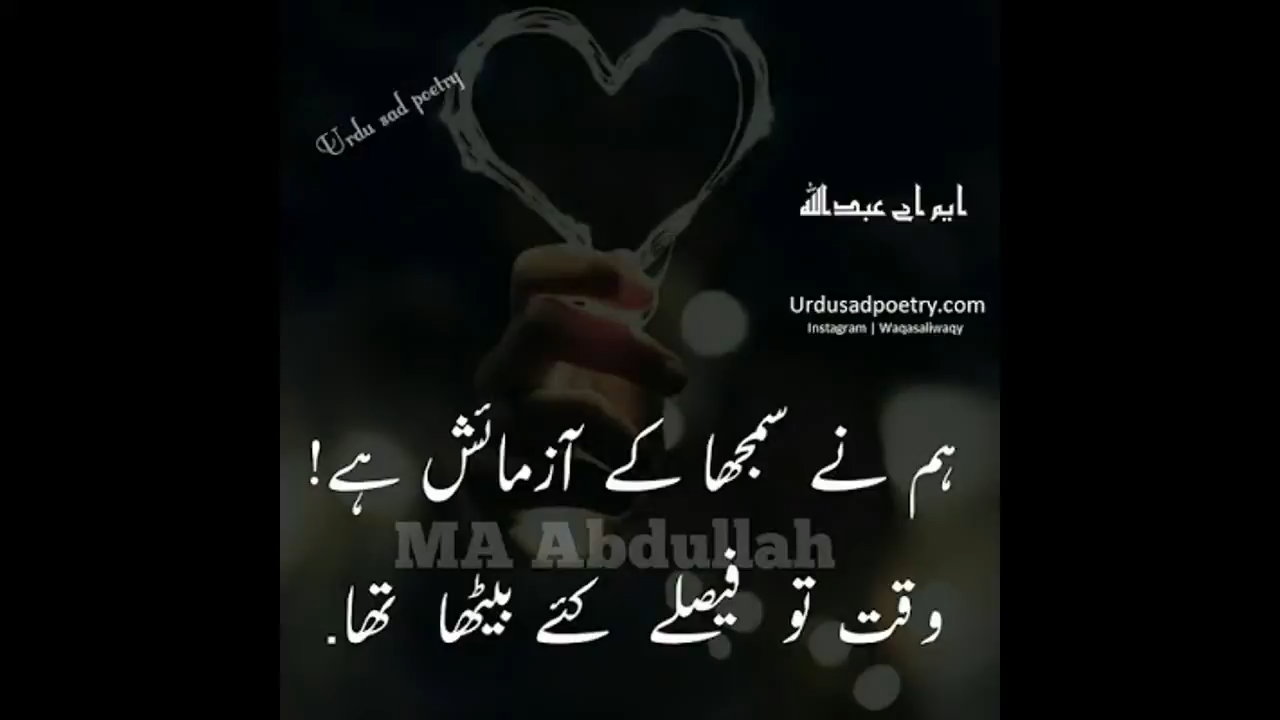 Urdu sad poetry
ایم اے عبداللہ
Urdusadpoetry.com
Instagram | Waqasaliwaqy
ہم نے سمجھا کے آزمائش ہے!
MA Abdullah
وقت تو فیصلے کئے بیٹھا تھا.